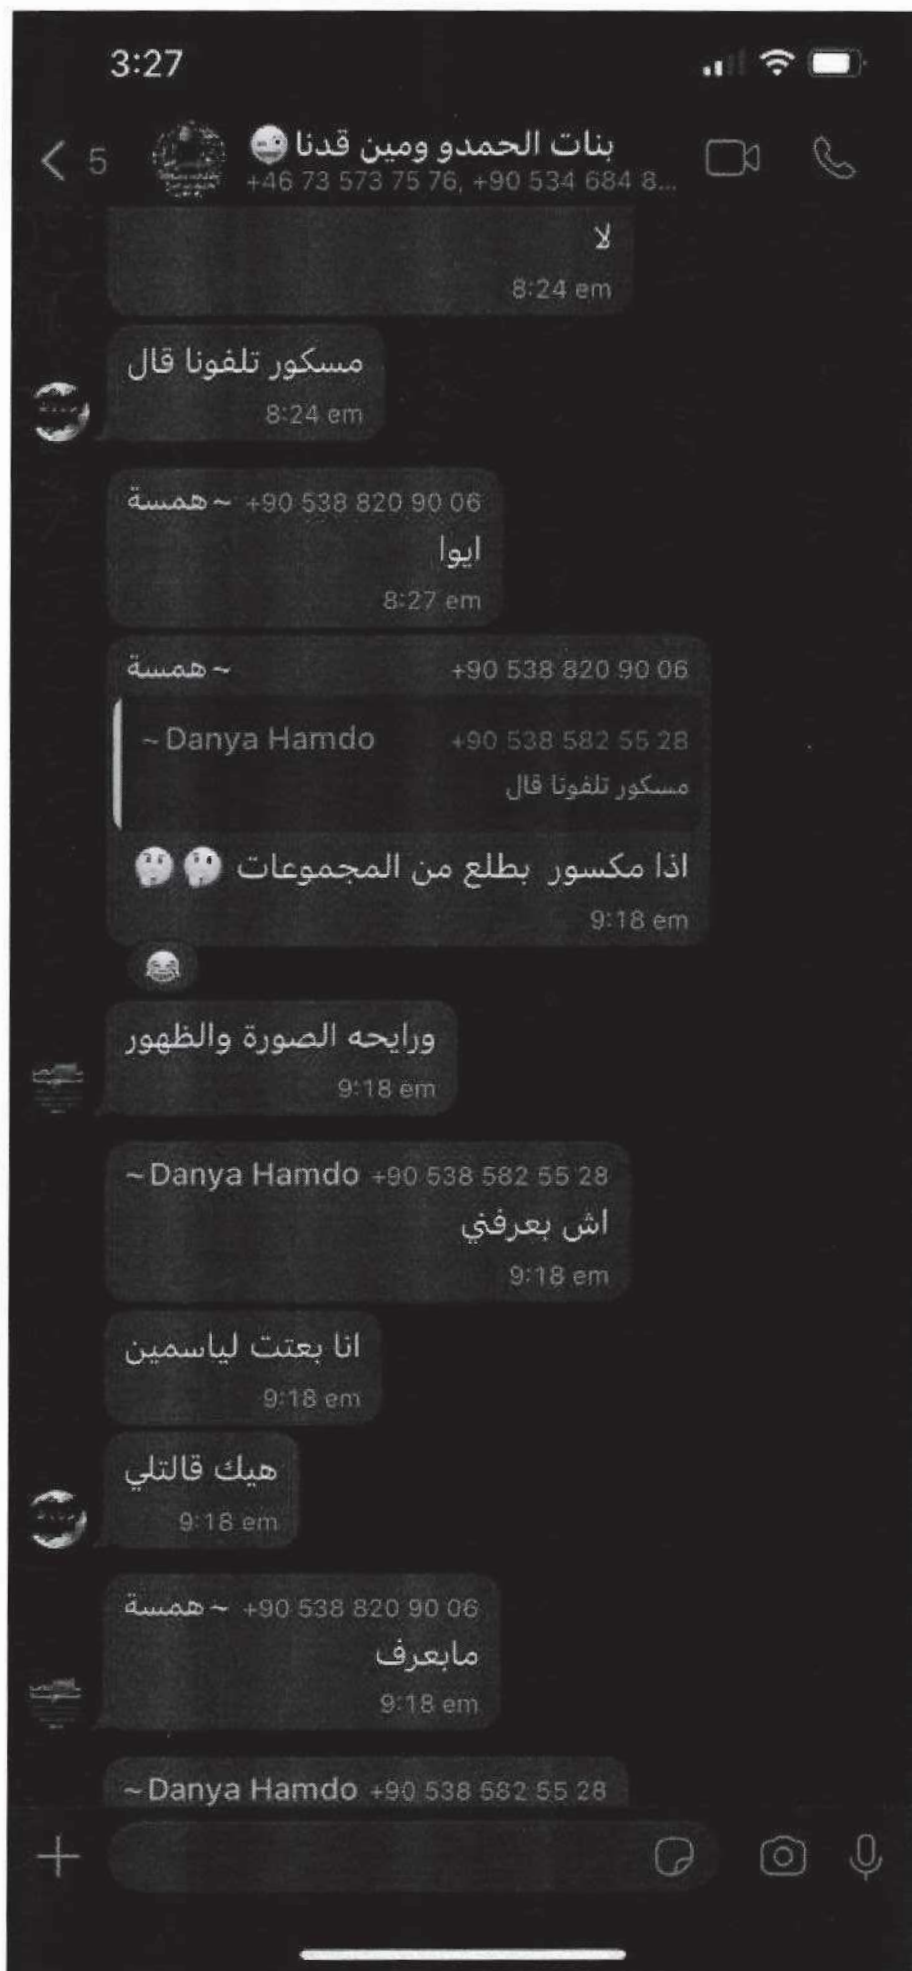 3:27
5
بنات الحمدو ومين قدنا
+46 73 573 75 76, +90 534 684 8...
لا
8:24 em
مسكور تلفونا قال
8:24 em
~ همسة +90 538 820 90 06
ايوا
8:27 em
~ همسة +90 538 820 90 06
~ Danya Hamdo +90 538 582 55 28
مسكور تلفونا قال
اذا مكسور بطلع من المجموعات 🤔🤔
9:18 em
😂
ورايحه الصورة والظهور
9:18 em
~ Danya Hamdo +90 538 582 55 28
اش بعرفني
9:18 em
انا بعتت لياسمين
9:18 em
هيك قالتلي
9:18 em
~ همسة +90 538 820 90 06
مابعرف
9:18 em
~ Danya Hamdo +90 538 582 55 28